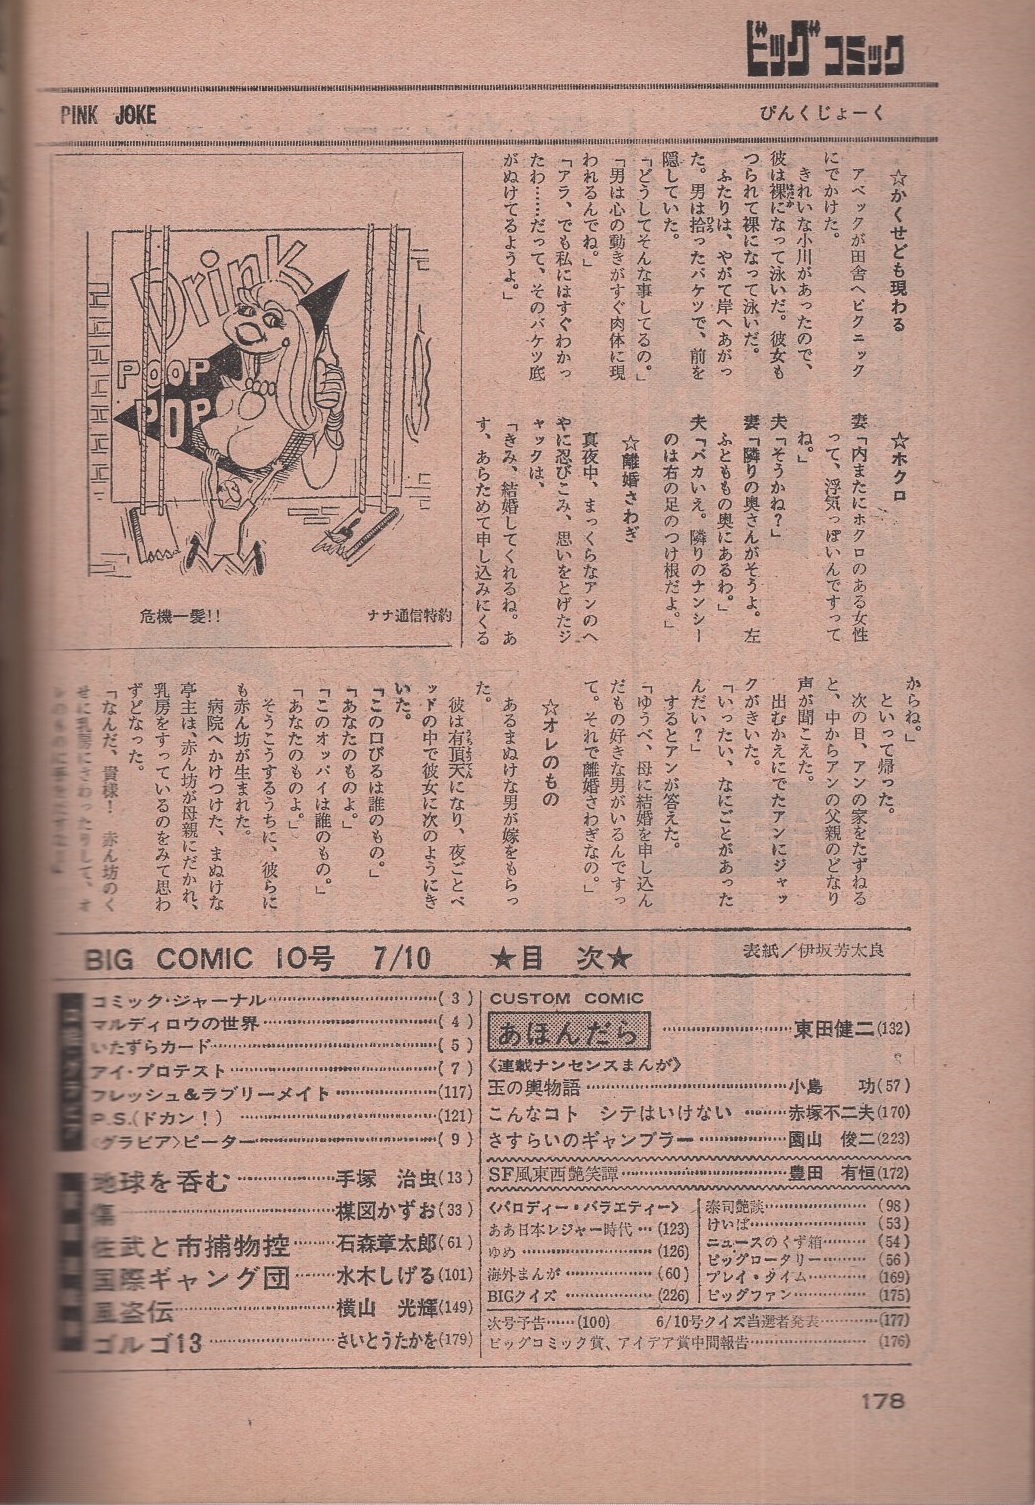 ビッグコミック
PINK JOKE
ぴんくじょーく
☆かくせども現わる
アベックが田舎へピクニック
にでかけた。
きれいな小川があったので、
彼は裸になって泳いだ。彼女も
つられて裸になって泳いだ。
ふたりは、やがて岸へあがっ
た。男は拾ったバケツで、前を
隠していた。
「どうしてそんな事してるの。」
「男は心の動きがすぐ肉体に現
われるんでね。」
「アラ、でも私にはすぐわかっ
たわ……だって、そのバケツ底
がぬけてるようよ。」
☆ホクロ
妻「内またにホクロのある女性
って、浮気っぽいんですって
ね。」
夫「そうかね?」
妻「隣りの奥さんがそうよ。左
ふとももの奥にあるわ。」
夫「バカいえ。隣りのナンシー
のは右の足のつけ根だよ。」
☆離婚さわぎ
真夜中、まっくらなアンのへ
やに忍びこみ、思いをとげたジ
ャックは、
「きみ、結婚してくれるね。あ
す、あらためて申し込みにくる
からね。」
といって帰った。
次の日、アンの家をたずねる
と、中からアンの父親のどなり
声が聞こえた。
出むかえにでたアンにジャッ
クがきいた。
「いったい、なにごとがあった
んだい?」
するとアンが答えた。
「ゆうべ、母に結婚を申し込ん
だもの好きな男がいるんですっ
て。それで離婚さわぎなの。」
☆オレのもの
あるまぬけな男が嫁をもらっ
た。
彼は有頂天になり、夜ごとベ
ッドの中で彼女に次のようにき
いた。
「この口びるは誰のもの。」
「あなたのものよ。」
「このオッパイは誰のもの。」
「あなたのものよ。」
そうこうするうちに、彼らに
も赤ん坊が生まれた。
病院へかけつけた、まぬけな
亭主は、赤ん坊が母親にだかれ、
乳房をすっているのをみて思わ
ずどなった。
「なんだ、貴様! 赤ん坊のく
せに乳房にさわったりして、オ
Drink
POOP
POP
危機一髪!!
ナナ通信特約
BIG COMIC 10号 7/10 ★目 次★ 表紙/伊坂芳太良
コミック・ジャーナル……(3)
マルディロウの世界……(4)
いたずらカード……(5)
アイ・プロテスト……(7)
フレッシュ&ラブリーメイト……(117)
P.S.(ドカン!)……(121)
〈グラビア〉ピーター……(9)
地球を呑む……手塚 治虫(13)
傷……楳図かずお(33)
佐武と市捕物控……石森章太郎(61)
国際ギャング団……水木しげる(101)
風盗伝……横山 光輝(149)
ゴルゴ13……さいとうたかを(179)
CUSTOM COMIC
あほんだら……東田健二(132)
《連載ナンセンスまんが》
玉の輿物語……小島 功(57)
こんなコト シテはいけない……赤塚不二夫(170)
さすらいのギャンブラー……園山 俊二(223)
SF風東西艶笑譚……豊田 有恒(172)
〈パロディー・バラエティー〉
ああ日本レジャー時代…(123)
ゆめ……(126)
海外まんが……(60)
BIGクイズ……(226)
泰司艶談……(98)
けいば……(53)
ニュースのくず箱……(54)
ビッグロータリー……(56)
プレイ・タイム……(169)
ビッグファン……(175)
次号予告……(100) 6/10号クイズ当選者発表……(177)
ビッグコミック賞、アイデア賞中間報告……(176)
178